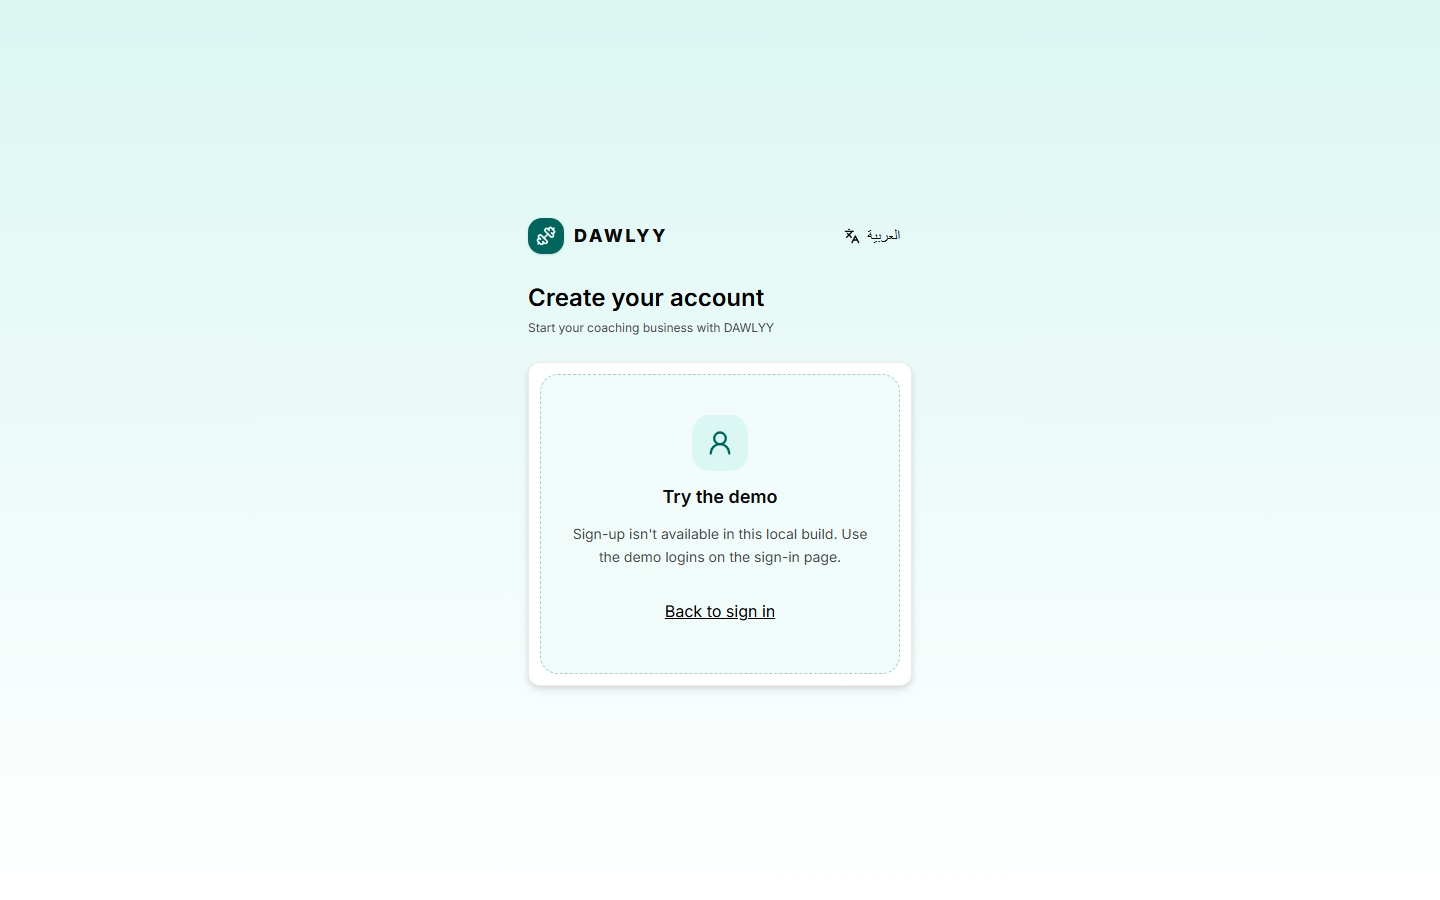 DAWLYY
العربية
Create your account
Start your coaching business with DAWLYY
Try the demo
Sign-up isn't available in this local build. Use
the demo logins on the sign-in page.
Back to sign in